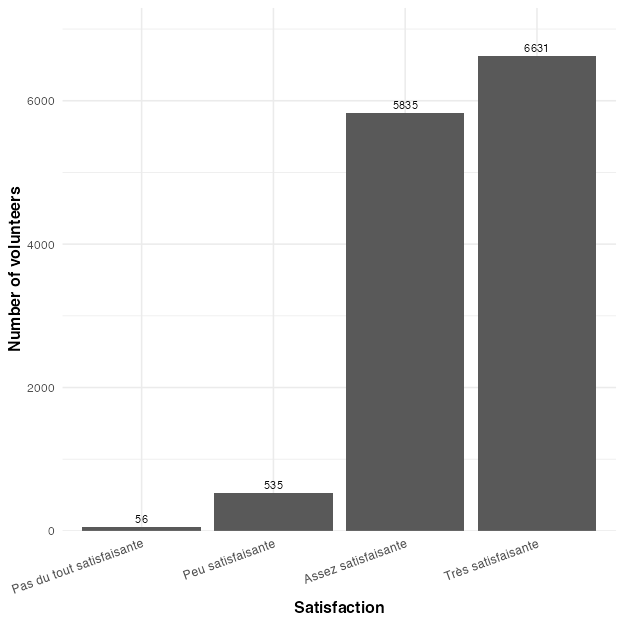 6631
5835
535
56
6000
4000
2000
0
Number of volunteers
Pas du tout satisfaisante
Peu satisfaisante
Assez satisfaisante
Très satisfaisante
Satisfaction